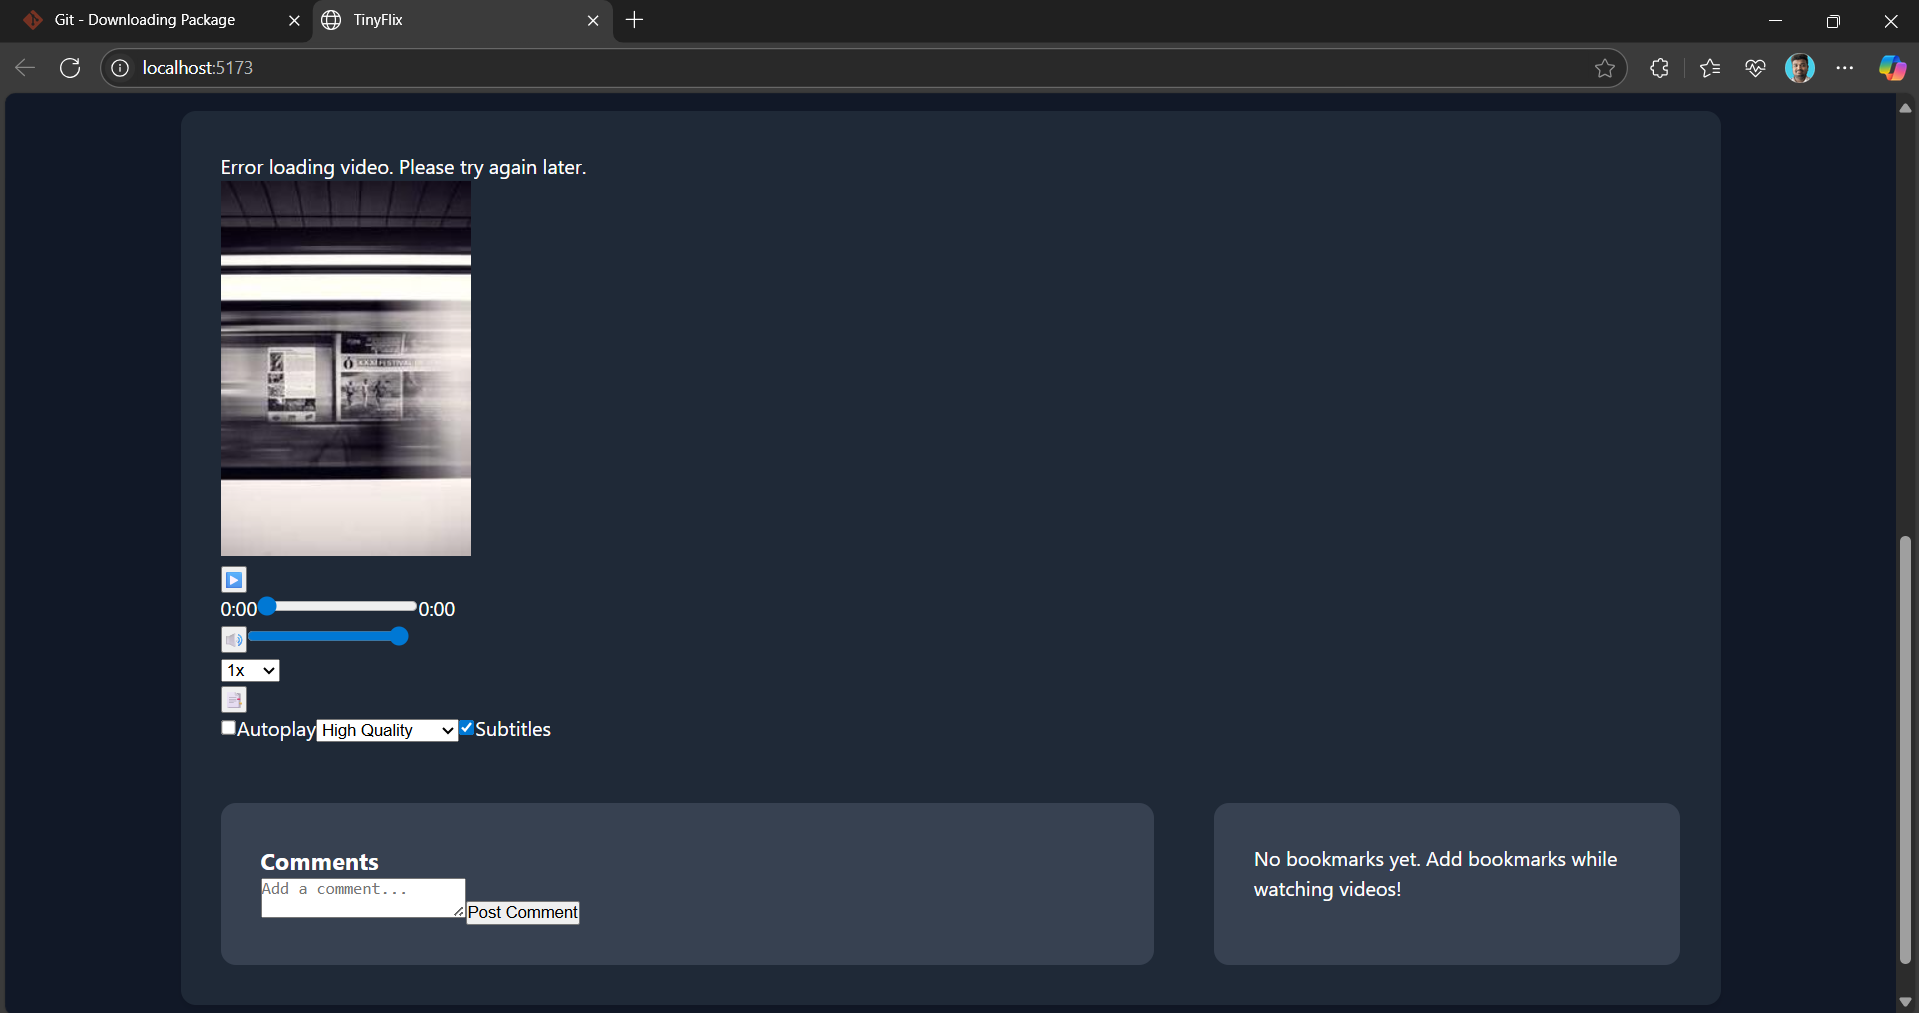 Git - Downloading Package
TinyFlix
localhost:5173
Error loading video. Please try again later.
0:00 0:00
1x
Autoplay High Quality Subtitles
Comments
Add a comment...
Post Comment
No bookmarks yet. Add bookmarks while
watching videos!